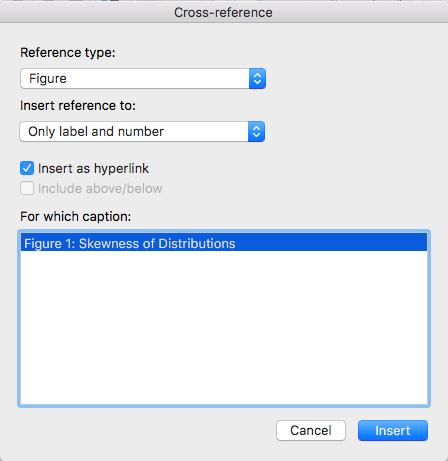 Cross-reference
Reference type:
Figure
Insert reference to:
Only label and number
Insert as hyperlink
Include above/below
For which caption:
Figure 1: Skewness of Distributions
Cancel Insert